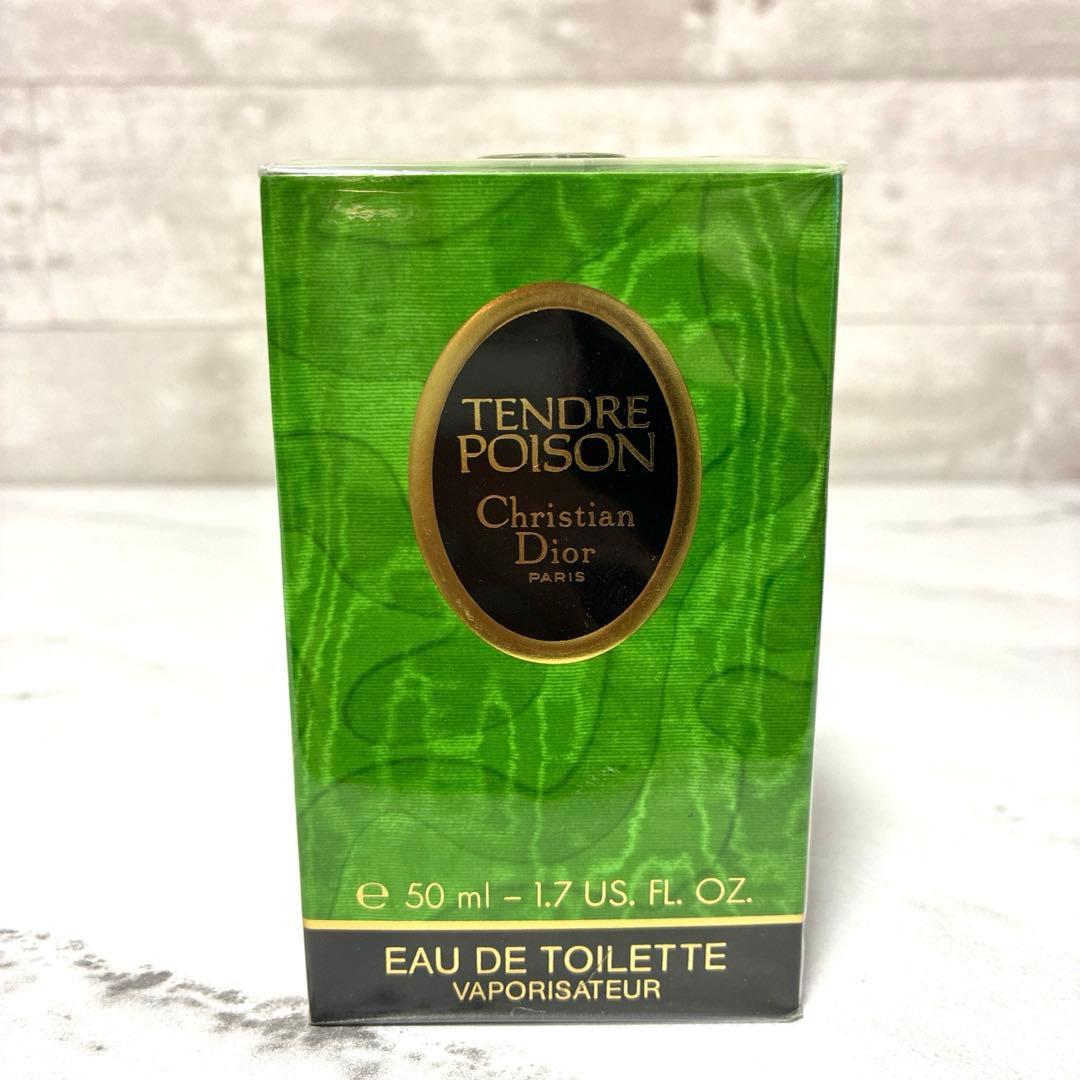 TENDRE
POISON
Christian
Dior
PARIS
℮ 50 ml – 1.7 US. FL. OZ.
EAU DE TOILETTE
VAPORISATEUR